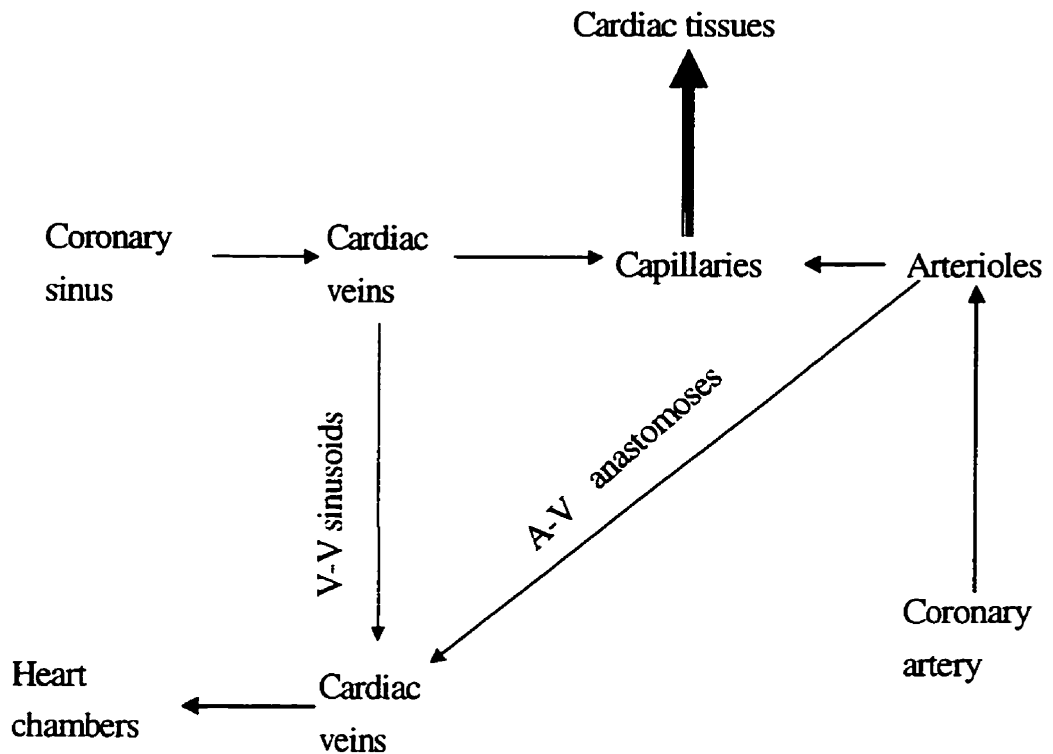 Cardiac tissues
Coronary
sinus
Cardiac
veins
Capillaries
Arterioles
V-V sinusoids
A-V anastomoses
Coronary
artery
Heart
chambers
Cardiac
veins